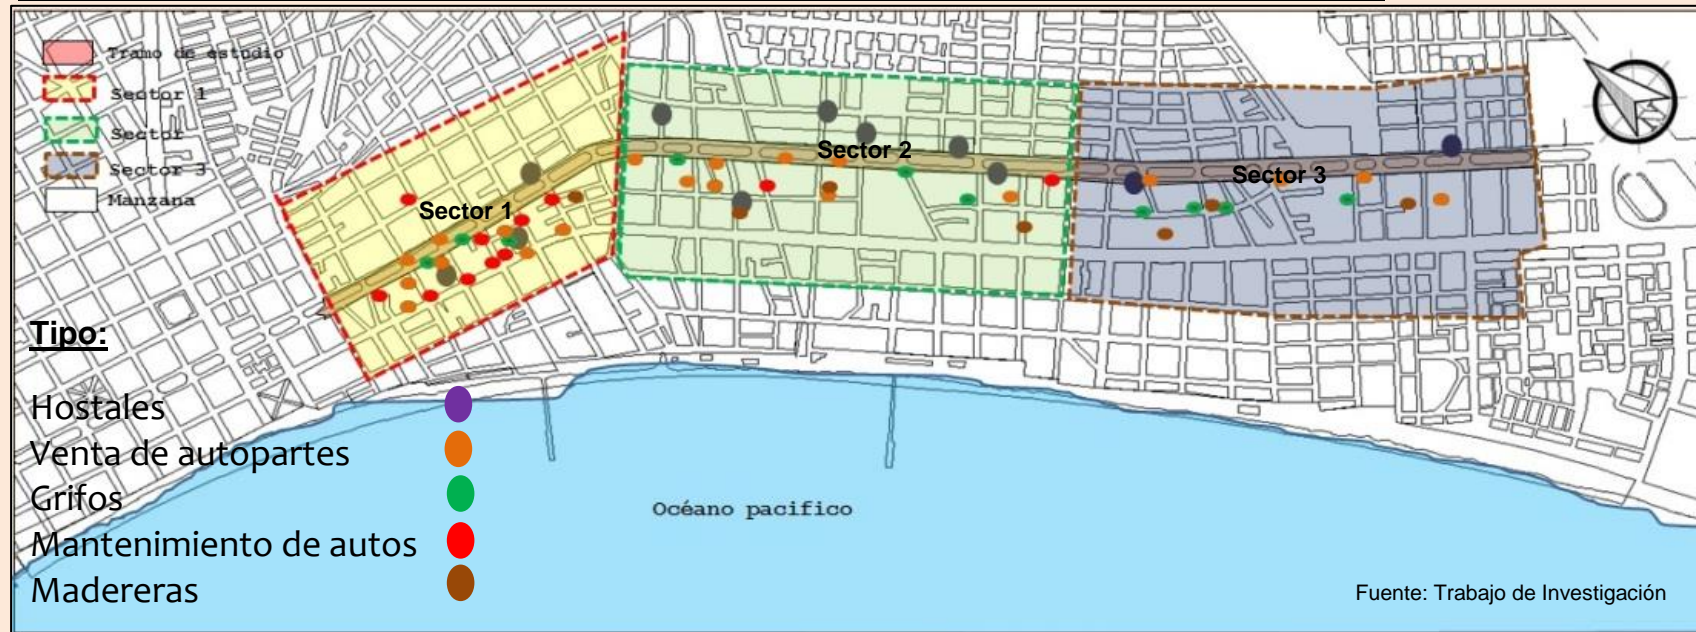 Tramo de estudio
Sector 1
Sector
Sector 3
Manzana
Sector 1
Sector 2
Sector 3
Tipo:
Hostales
Venta de autopartes
Grifos
Mantenimiento de autos
Madereras
Océano pacifico
Fuente: Trabajo de Investigación